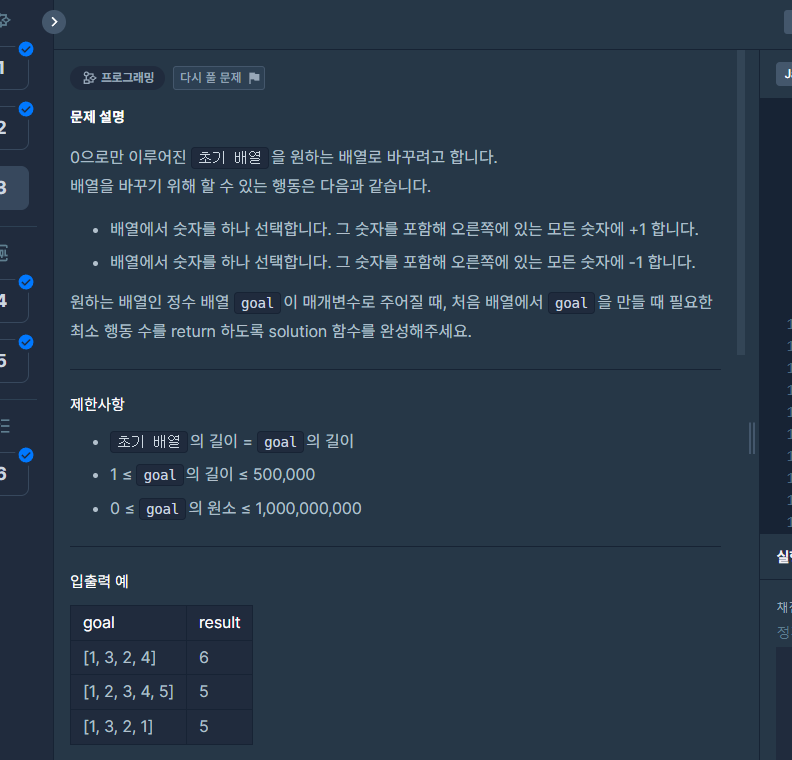 1
2
3
4
5
6
프로그래밍
다시 풀 문제
문제 설명
0으로만 이루어진 초기 배열 을 원하는 배열로 바꾸려고 합니다.
배열을 바꾸기 위해 할 수 있는 행동은 다음과 같습니다.
• 배열에서 숫자를 하나 선택합니다. 그 숫자를 포함해 오른쪽에 있는 모든 숫자에 +1 합니다.
• 배열에서 숫자를 하나 선택합니다. 그 숫자를 포함해 오른쪽에 있는 모든 숫자에 -1 합니다.
원하는 배열인 정수 배열 goal 이 매개변수로 주어질 때, 처음 배열에서 goal 을 만들 때 필요한
최소 행동 수를 return 하도록 solution 함수를 완성해주세요.
제한사항
• 초기 배열 의 길이 = goal 의 길이
• 1 ≤ goal 의 길이 ≤ 500,000
• 0 ≤ goal 의 원소 ≤ 1,000,000,000
입출력 예
goal result
[1, 3, 2, 4] 6
[1, 2, 3, 4, 5] 5
[1, 3, 2, 1] 5